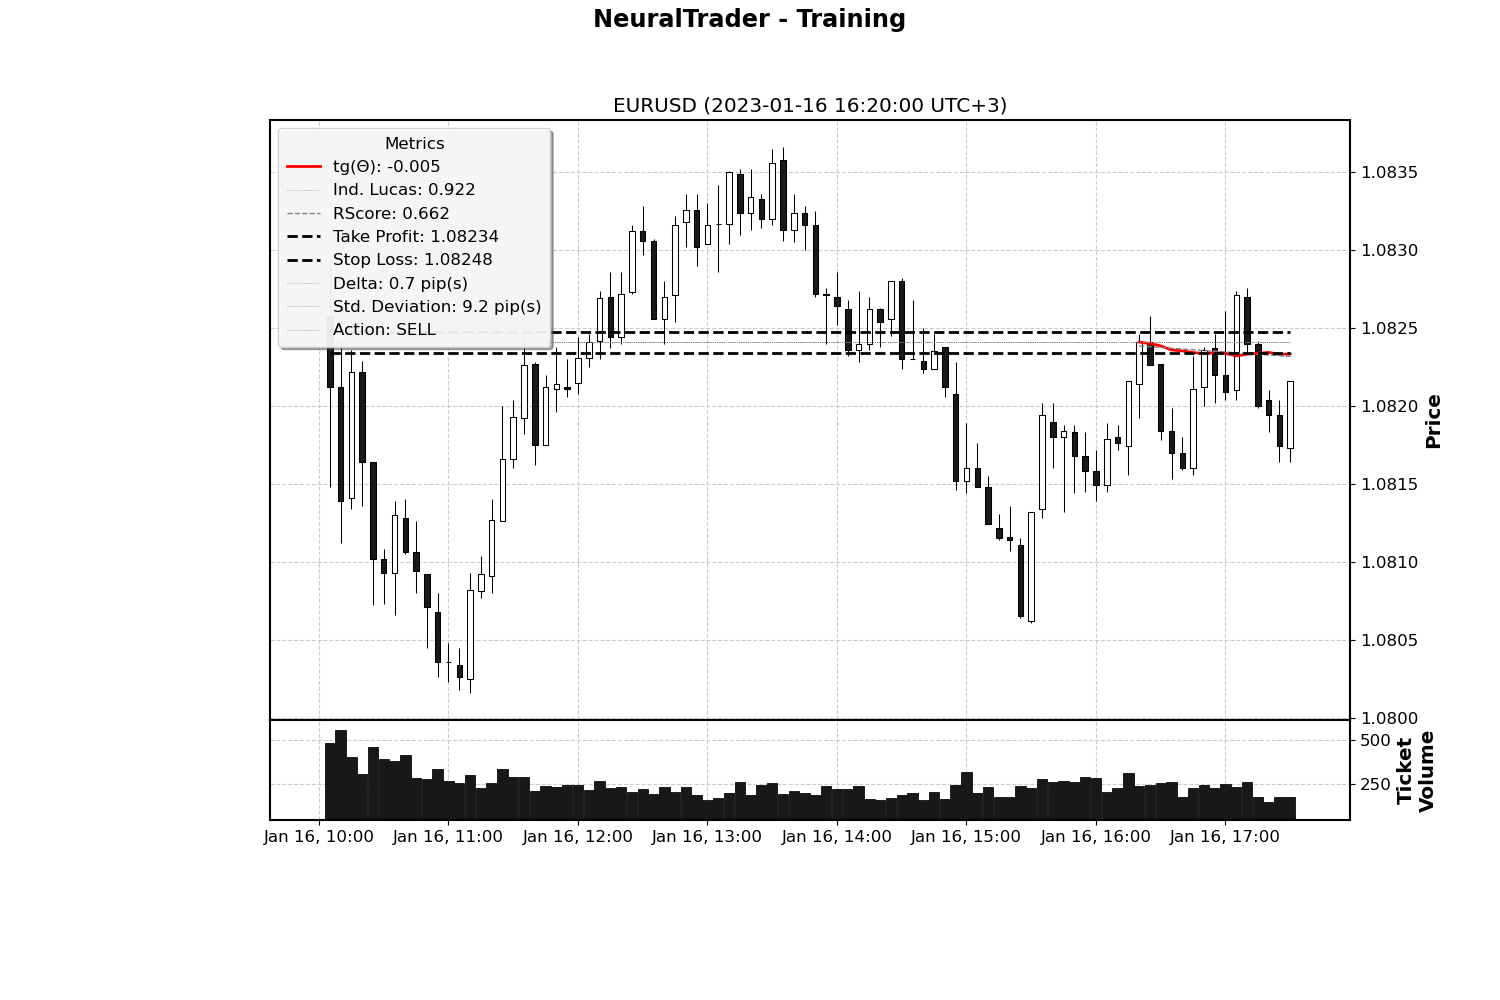 NeuralTrader - Training
EURUSD (2023-01-16 16:20:00 UTC+3)
Metrics
tg(Θ): -0.005
Ind. Lucas: 0.922
RScore: 0.662
Take Profit: 1.08234
Stop Loss: 1.08248
Delta: 0.7 pip(s)
Std. Deviation: 9.2 pip(s)
Action: SELL
1.0835
1.0830
1.0825
1.0820
1.0815
1.0810
1.0805
1.0800
Price
500
250
Ticket
Volume
Jan 16, 10:00 Jan 16, 11:00 Jan 16, 12:00 Jan 16, 13:00 Jan 16, 14:00 Jan 16, 15:00 Jan 16, 16:00 Jan 16, 17:00